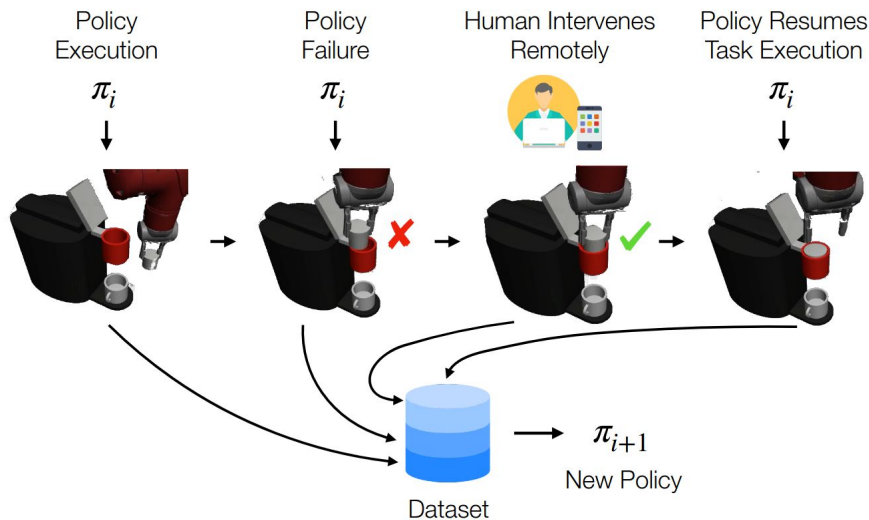 Policy
Execution
Policy
Failure
Human Intervenes
Remotely
Policy Resumes
Task Execution
π_i
π_i
π_i
Dataset
π_{i+1}
New Policy